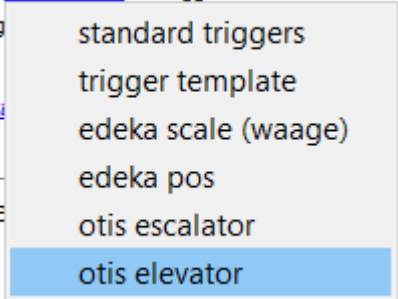 standard triggers
trigger template
edeka scale (waage)
edeka pos
otis escalator
otis elevator